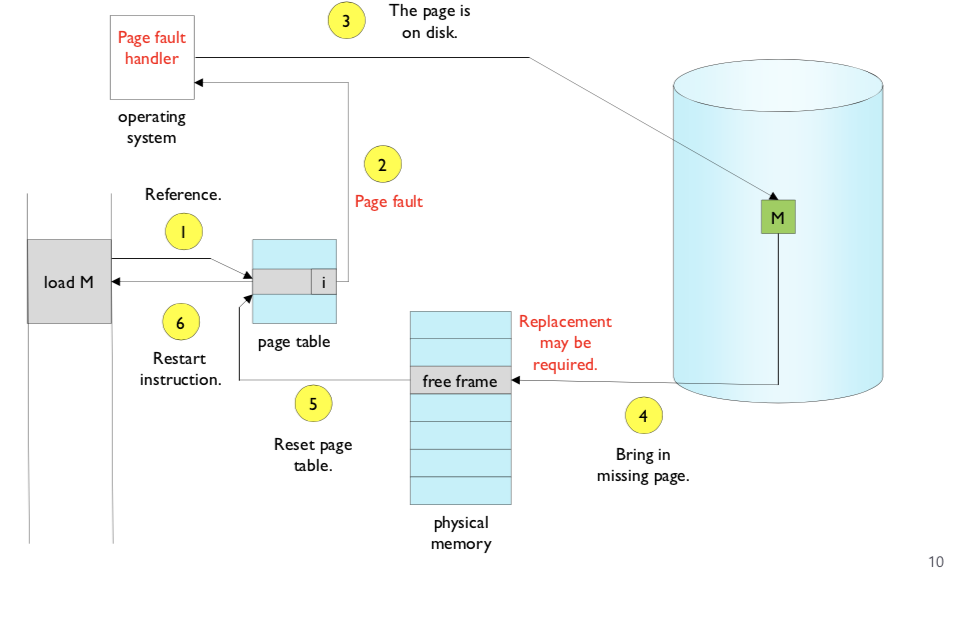 3
The page is
on disk.
Page fault
handler
operating
system
2
Page fault
Reference.
1
load M
i
M
6
Restart
instruction.
page table
Replacement
may be
required.
free frame
5
Reset page
table.
4
Bring in
missing page.
physical
memory
10